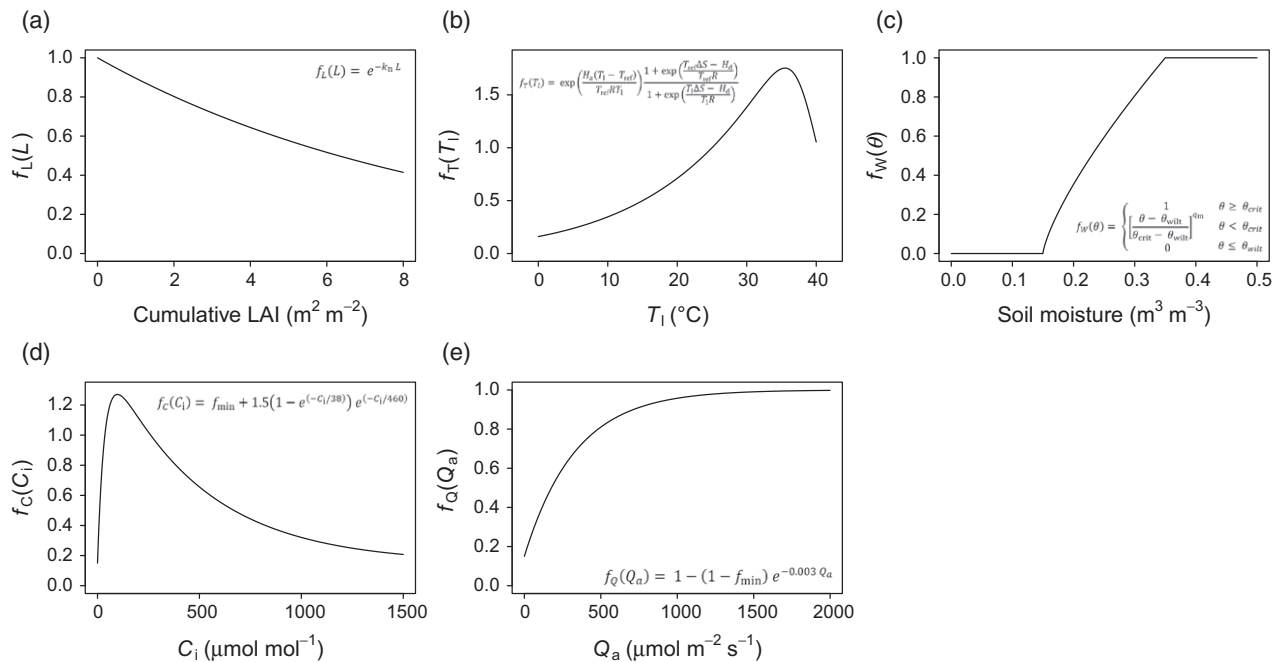 (a)
f_L(L) = e^{-k_n L}
1.0
0.8
0.6
0.4
0.2
0.0
f_L(L)
0 2 4 6 8
Cumulative LAI (m² m⁻²)
(b)
f_T(T_l) = exp(H_a(T_l − T_ref) / T_ref RT_l) 1 + exp(T_ref ΔS − H_d / T_ref R) / 1 + exp(T_l ΔS − H_d / T_l R)
1.5
1.0
0.5
0.0
f_T(T_l)
0 10 20 30 40
T_l (°C)
(c)
1.0
0.8
0.6
0.4
0.2
0.0
f_W(θ)
1 θ ≥ θ_crit
f_W(θ) = { [θ − θ_wilt / θ_crit − θ_wilt]^{q_m} θ < θ_crit
0 θ ≤ θ_wilt
0.0 0.1 0.2 0.3 0.4 0.5
Soil moisture (m³ m⁻³)
(d)
f_C(C_i) = f_min + 1.5(1 − e^{(−C_i/38)}) e^{(−C_i/460)}
1.2
1.0
0.8
0.6
0.4
0.2
0.0
f_C(C_i)
0 500 1000 1500
C_i (μmol mol⁻¹)
(e)
1.0
0.8
0.6
0.4
0.2
0.0
f_Q(Q_a)
f_Q(Q_a) = 1 − (1 − f_min) e^{−0.003 Q_a}
0 500 1000 1500 2000
Q_a (μmol m⁻² s⁻¹)